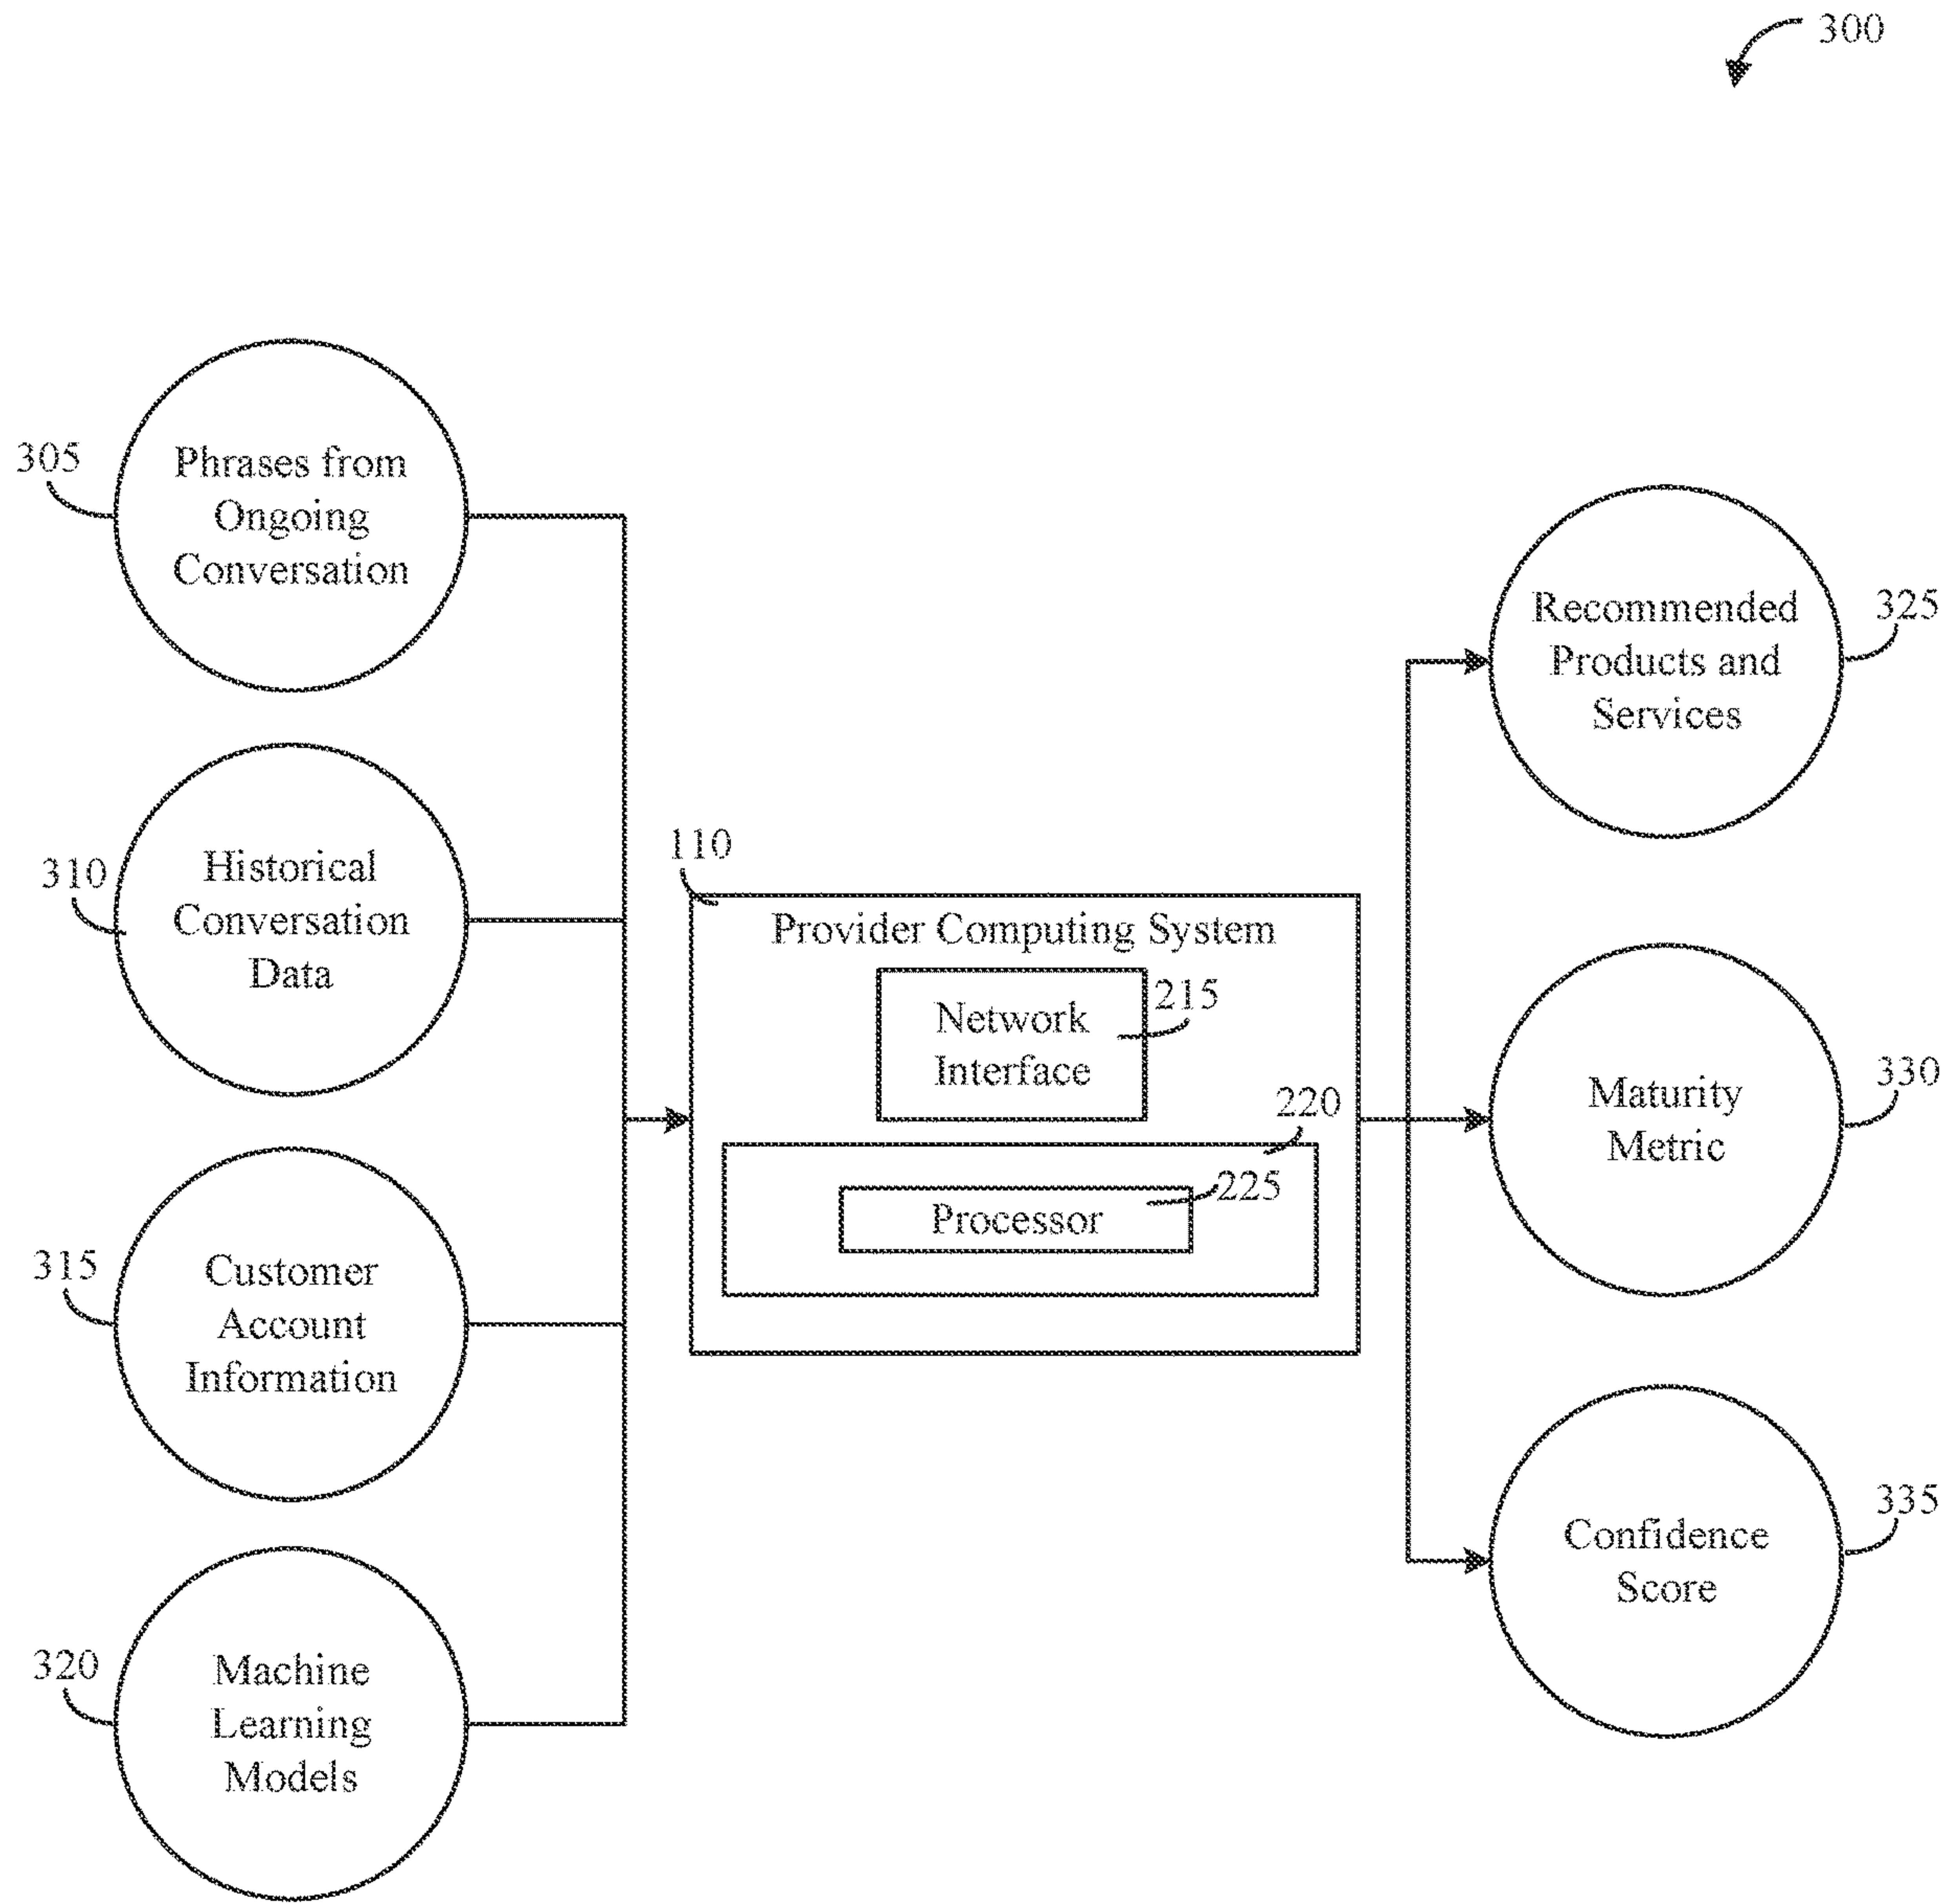 300
305
Phrases from
Ongoing
Conversation
310
Historical
Conversation
Data
315
Customer
Account
Information
320
Machine
Learning
Models
110
Provider Computing System
Network
Interface
215
220
225
Processor
Recommended
Products and
Services
325
Maturity
Metric
330
Confidence
Score
335